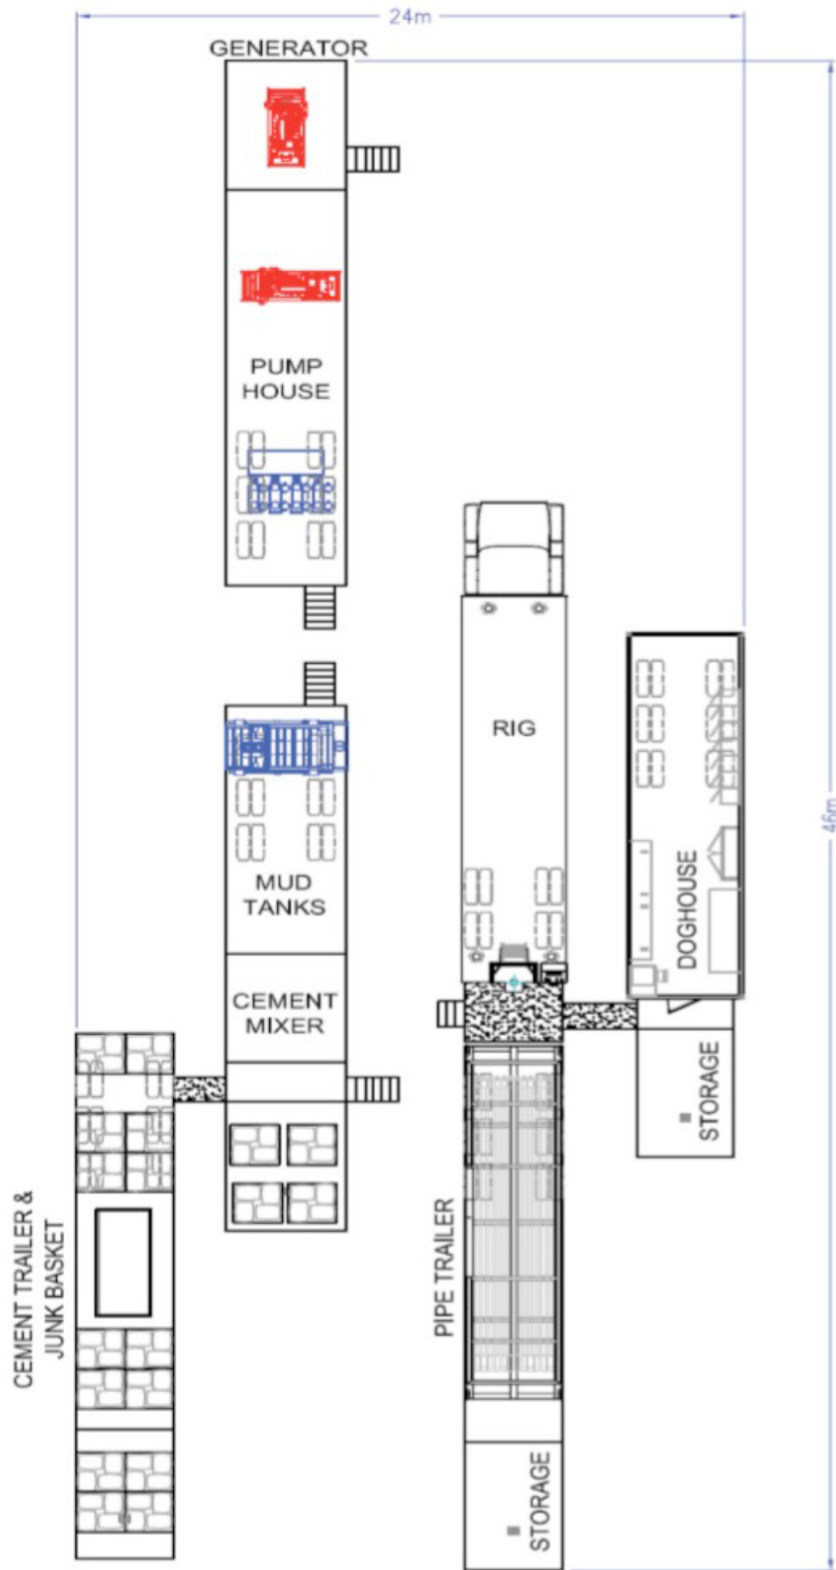 24m
GENERATOR
PUMP
HOUSE
RIG
46m
MUD
TANKS
DOGHOUSE
CEMENT
MIXER
STORAGE
CEMENT TRAILER &
JUNK BASKET
PIPE TRAILER
STORAGE